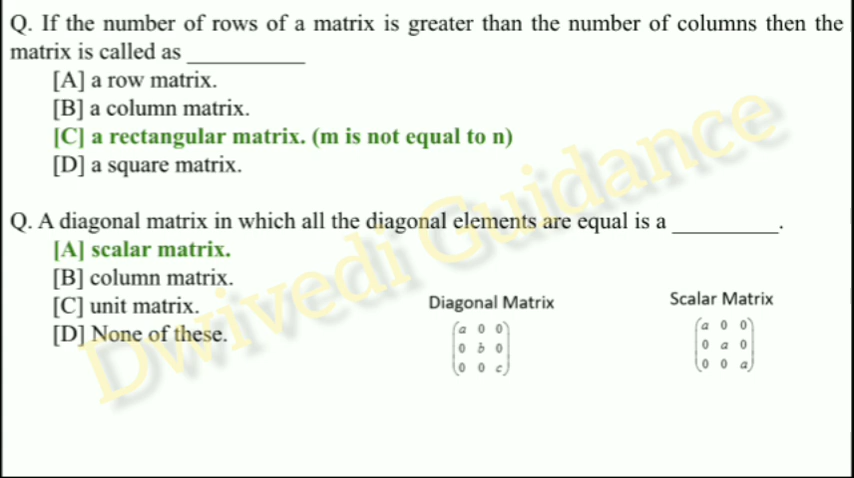 Q. If the number of rows of a matrix is greater than the number of columns then the
matrix is called as ___________
[A] a row matrix.
[B] a column matrix.
[C] a rectangular matrix. (m is not equal to n)
[D] a square matrix.
Q. A diagonal matrix in which all the diagonal elements are equal is a __________.
[A] scalar matrix.
[B] column matrix.
[C] unit matrix.
[D] None of these.
Diagonal Matrix
a 0 0
0 b 0
0 0 c
Scalar Matrix
a 0 0
0 a 0
0 0 a
Dwivedi Guidance